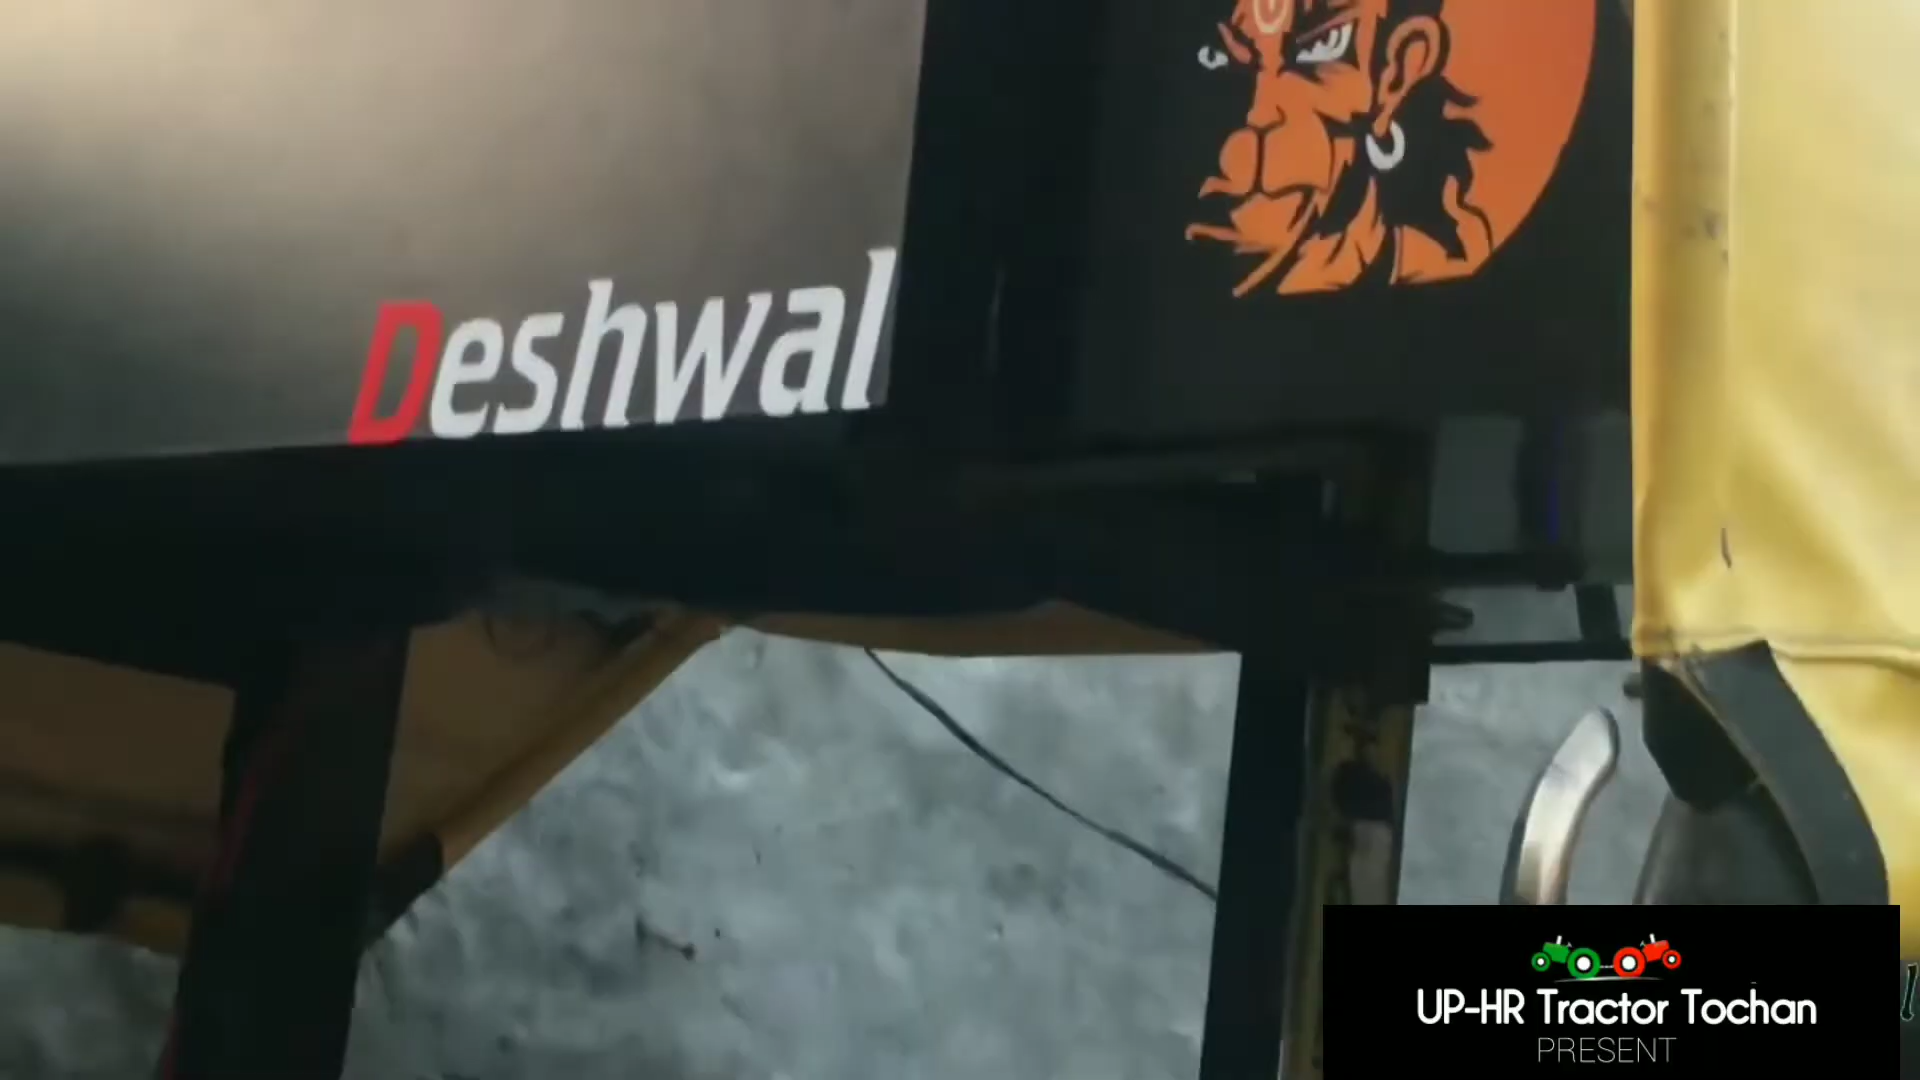 Deshwal
UP-HR Tractor Tochan
PRESENT